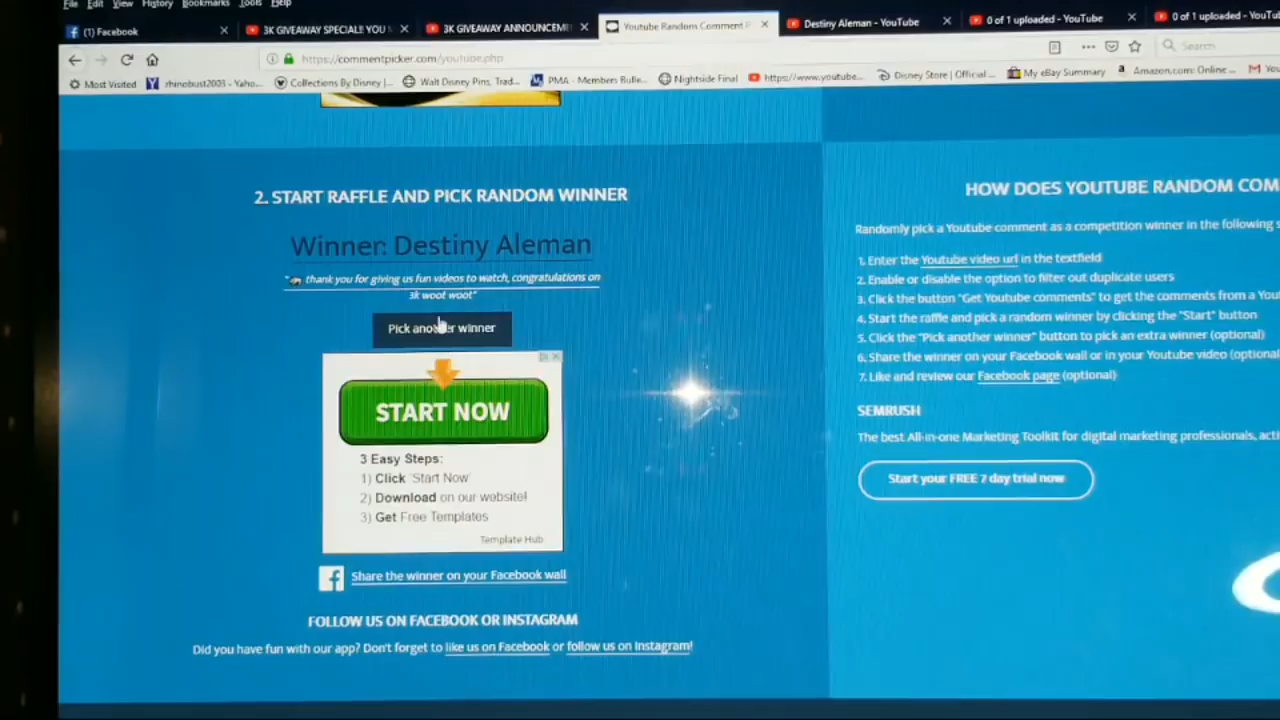 File Edit View History Bookmarks Tools Help
(1) Facebook
3K GIVEAWAY SPECIAL!! YOU
3K GIVEAWAY ANNOUNCEM
Youtube Random Comment P
Destiny Aleman - YouTube
0 of 1 uploaded - YouTube
0 of 1 uploaded - YouTu
https://commentpicker.com/youtube.php
Search
Most Visited
rhinobust2003 - Yaho...
Collections By Disney |...
Walt Disney Pins, Trad...
PMA - Members Bulle...
Nightside Final
https://www.youtube...
Disney Store | Official ...
My eBay Summary
Amazon.com: Online ...
You
2. START RAFFLE AND PICK RANDOM WINNER
Winner: Destiny Aleman
" thank you for giving us fun videos to watch, congratulations on
3k woot woot"
Pick another winner
START NOW
3 Easy Steps:
1) Click 'Start Now'
2) Download on our website!
3) Get Free Templates
Template Hub
Share the winner on your Facebook wall
FOLLOW US ON FACEBOOK OR INSTAGRAM
Did you have fun with our app? Don't forget to like us on Facebook or follow us on Instagram!
HOW DOES YOUTUBE RANDOM COM
Randomly pick a Youtube comment as a competition winner in the following s
1. Enter the Youtube video url in the textfield
2. Enable or disable the option to filter out duplicate users
3. Click the button "Get Youtube comments" to get the comments from a You
4. Start the raffle and pick a random winner by clicking the "Start" button
5. Click the "Pick another winner" button to pick an extra winner (optional)
6. Share the winner on your Facebook wall or in your Youtube video (optional
7. Like and review our Facebook page (optional)
SEMRUSH
The best All-in-one Marketing Toolkit for digital marketing professionals, acti
Start your FREE 7 day trial now